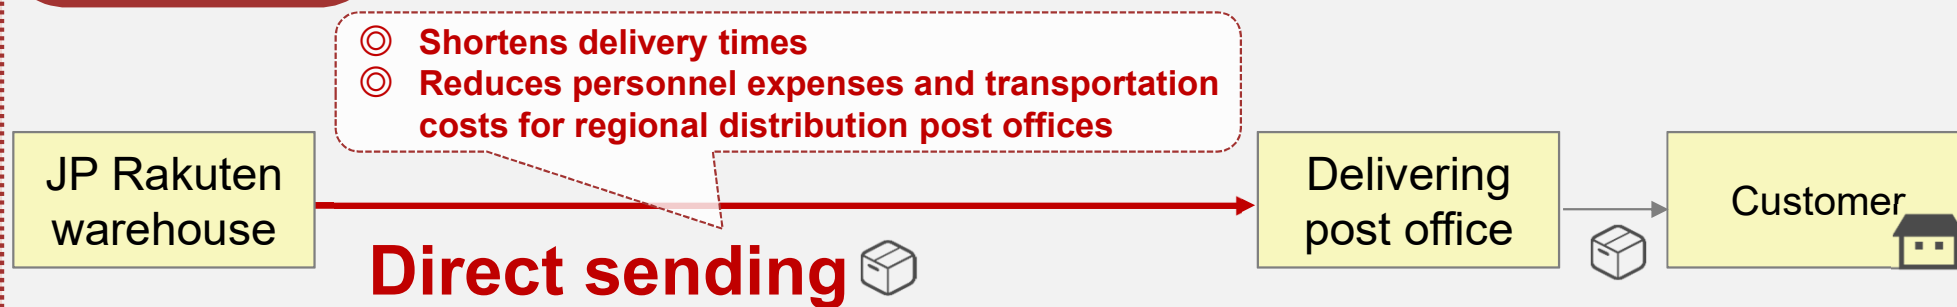 ◎ Shortens delivery times
◎ Reduces personnel expenses and transportation
costs for regional distribution post offices
JP Rakuten
warehouse
Direct sending
Delivering
post office
Customer